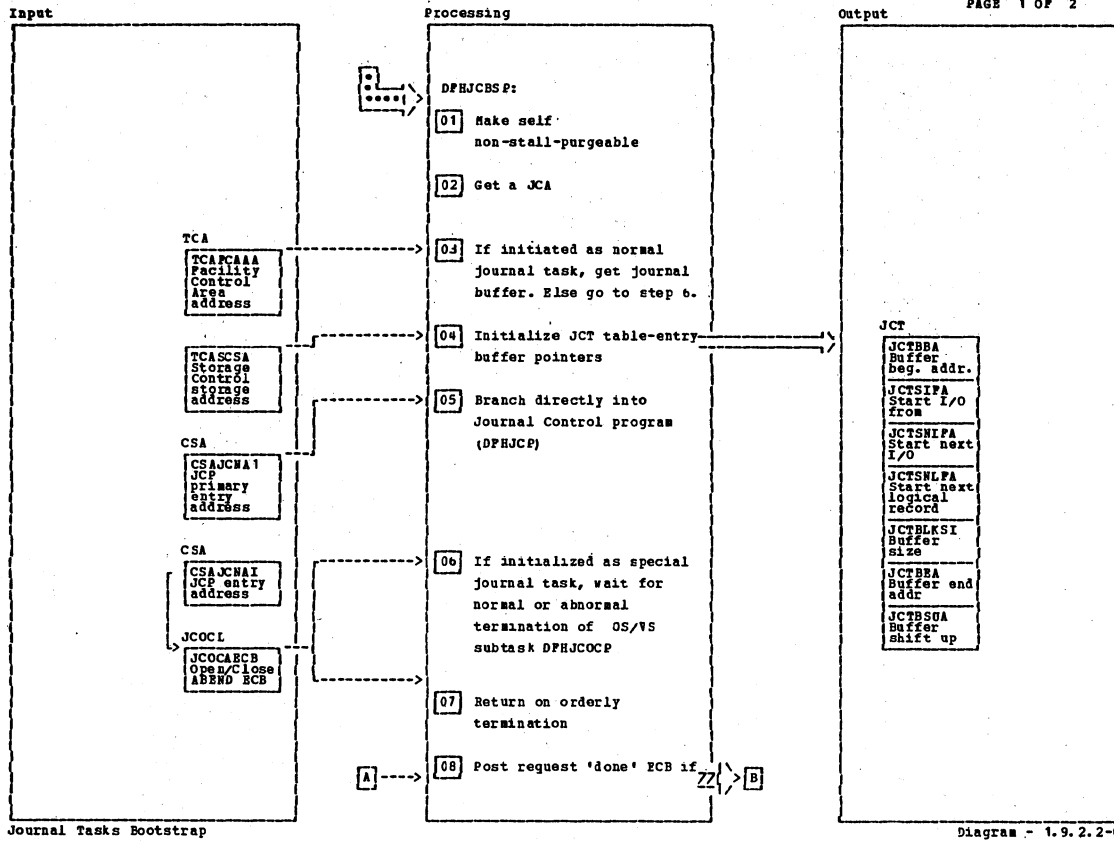 PAGE 1 OF 2
Input
Processing
Output
DFHJCBSP:
01 Make self
non-stall-purgeable
02 Get a JCA
TCA
TCAFCAAA
Facility
Control
Area
address
03 If initiated as normal
journal task, get journal
buffer. Else go to step 6.
TCASCSA
Storage
Control
storage
address
04 Initialize JCT table-entry
buffer pointers
JCT
JCTBBA
Buffer
beg. addr.
JCTSIFA
Start I/O
from
JCTSNIFA
Start next
I/O
JCTSNLFA
Start next
logical
record
JCTBLKSI
Buffer
size
JCTBEA
Buffer end
addr
JCTBSUA
Buffer
shift up
CSA
CSAJCNA1
JCP
primary
entry
address
05 Branch directly into
Journal Control program
(DFHJCP)
CSA
CSAJCNAI
JCP entry
address
JCOCL
JCOCAECB
Open/Close
ABEND ECB
06 If initialized as special
journal task, wait for
normal or abnormal
termination of OS/VS
subtask DFHJCOCP
07 Return on orderly
termination
A
08 Post request 'done' ECB if
ZZ
B
Journal Tasks Bootstrap
Diagram - 1.9.2.2-